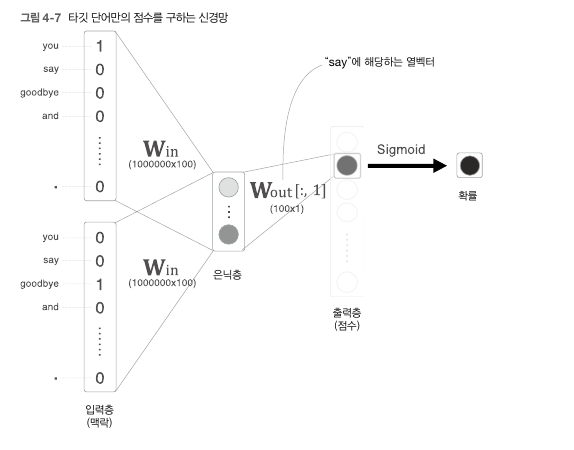 그림 4-7 타깃 단어만의 점수를 구하는 신경망
you 1
say 0
goodbye 0
and 0
. 0
Win
(1000000x100)
you 0
say 0
goodbye 1
and 0
. 0
Win
(1000000x100)
입력층
(맥락)
은닉층
"say"에 해당하는 열벡터
Wout [:, 1]
(100x1)
출력층
(점수)
Sigmoid
확률